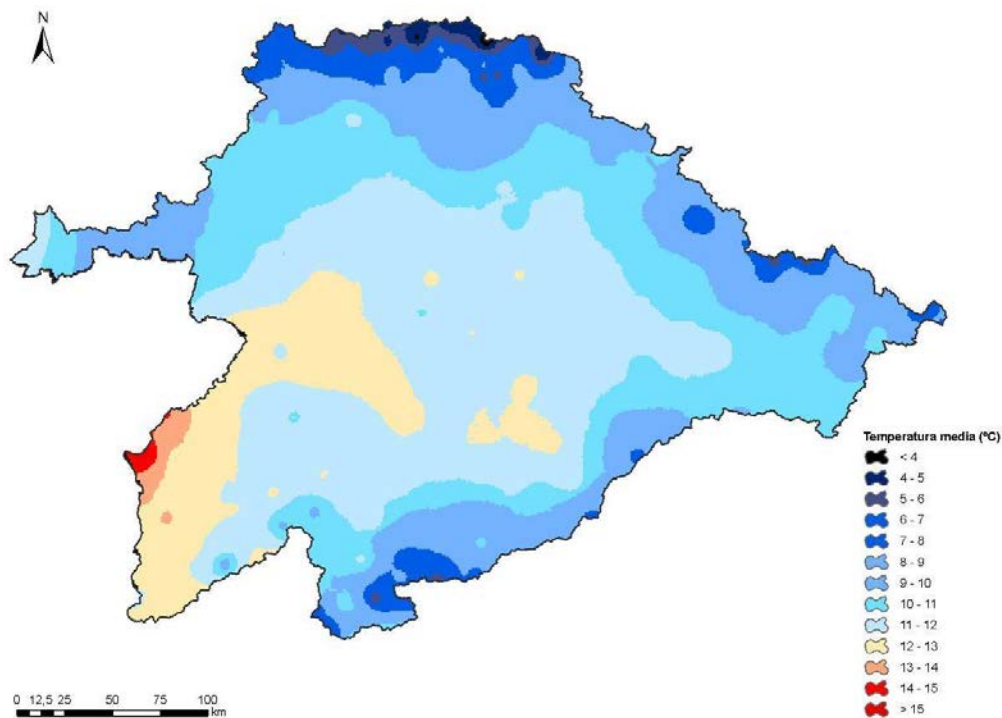 N
Temperatura media (ºC)
< 4
4 - 5
5 - 6
6 - 7
7 - 8
8 - 9
9 - 10
10 - 11
11 - 12
12 - 13
13 - 14
14 - 15
> 15
0 12,5 25 50 75 100
km